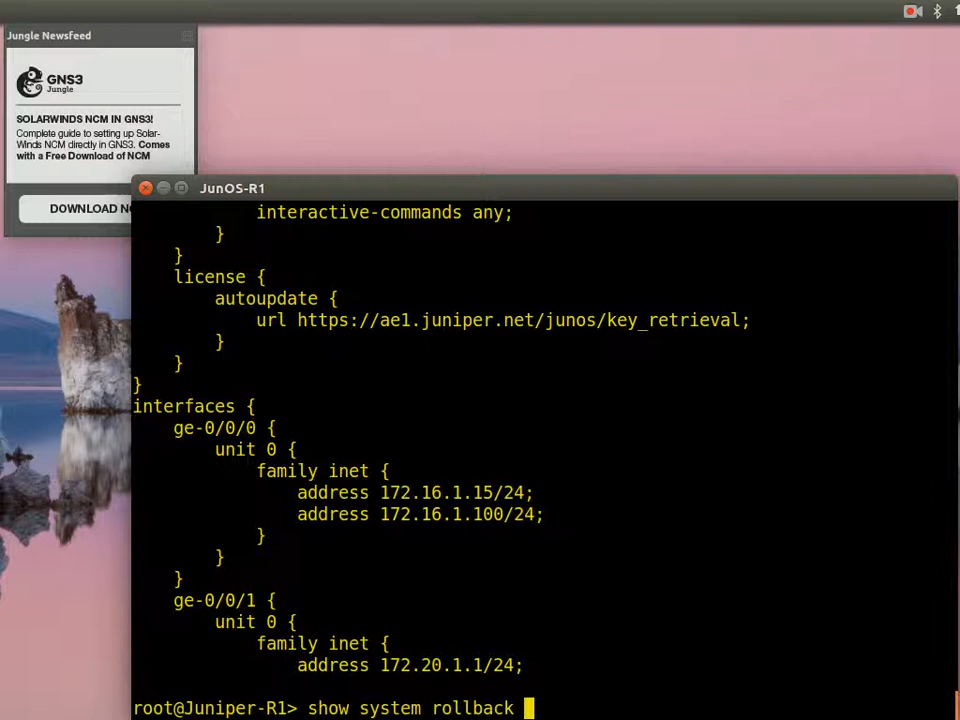 Jungle Newsfeed
GNS3
Jungle
SOLARWINDS NCM IN GNS3!
Complete guide to setting up Solar-
Winds NCM directly in GNS3. Comes
with a Free Download of NCM
DOWNLOAD
JunOS-R1
interactive-commands any;
}
}
license {
autoupdate {
url https://ae1.juniper.net/junos/key_retrieval;
}
}
}
interfaces {
ge-0/0/0 {
unit 0 {
family inet {
address 172.16.1.15/24;
address 172.16.1.100/24;
}
}
}
ge-0/0/1 {
unit 0 {
family inet {
address 172.20.1.1/24;
root@Juniper-R1> show system rollback